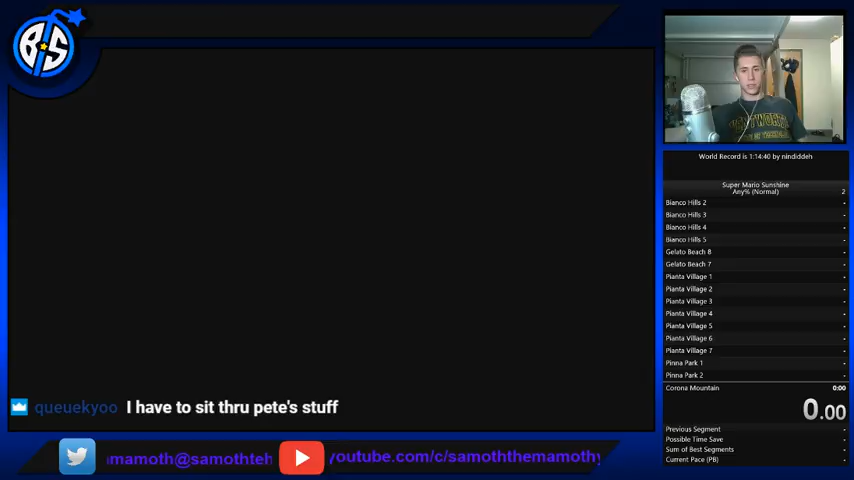 BS
World Record is 1:14:40 by nindiddeh
Super Mario Sunshine
Any% (Normal) 2
Bianco Hills 2 -
Bianco Hills 3 -
Bianco Hills 4 -
Bianco Hills 5 -
Gelato Beach 8 -
Gelato Beach 7 -
Pianta Village 1 -
Pianta Village 2 -
Pianta Village 3 -
Pianta Village 4 -
Pianta Village 5 -
Pianta Village 6 -
Pianta Village 7 -
Pinna Park 1 -
Pinna Park 2 -
Corona Mountain 0:00
0.00
Previous Segment -
Possible Time Save -
Sum of Best Segments -
Current Pace (PB) -
queuekyoo I have to sit thru pete's stuff
mamoth@samothteh
youtube.com/c/samoththemamothy